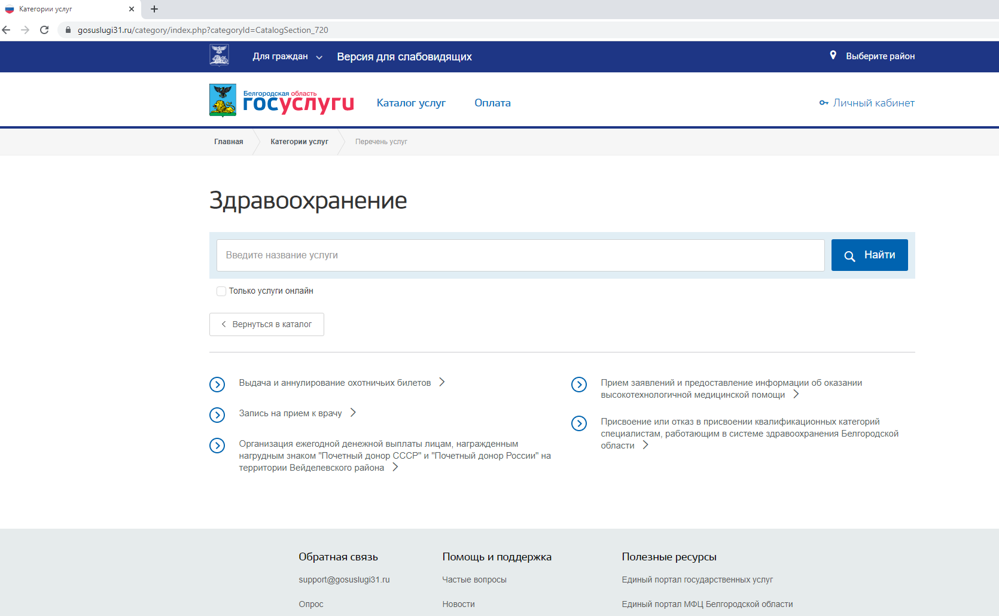 Категории услуг
gosuslugi31.ru/category/index.php?categoryId=CatalogSection_720
Для граждан
Версия для слабовидящих
Выберите район
Белгородская область
госуслуги
Каталог услуг
Оплата
Личный кабинет
Главная
Категории услуг
Перечень услуг
Здравоохранение
Введите название услуги
Найти
Только услуги онлайн
Вернуться в каталог
Выдача и аннулирование охотничьих билетов
Запись на прием к врачу
Организация ежегодной денежной выплаты лицам, награжденным
нагрудным знаком "Почетный донор СССР" и "Почетный донор России" на
территории Вейделевского района
Прием заявлений и предоставление информации об оказании
высокотехнологичной медицинской помощи
Присвоение или отказ в присвоении квалификационных категорий
специалистам, работающим в системе здравоохранения Белгородской
области
Обратная связь
support@gosuslugi31.ru
Опрос
Помощь и поддержка
Частые вопросы
Новости
Полезные ресурсы
Единый портал государственных услуг
Единый портал МФЦ Белгородской области